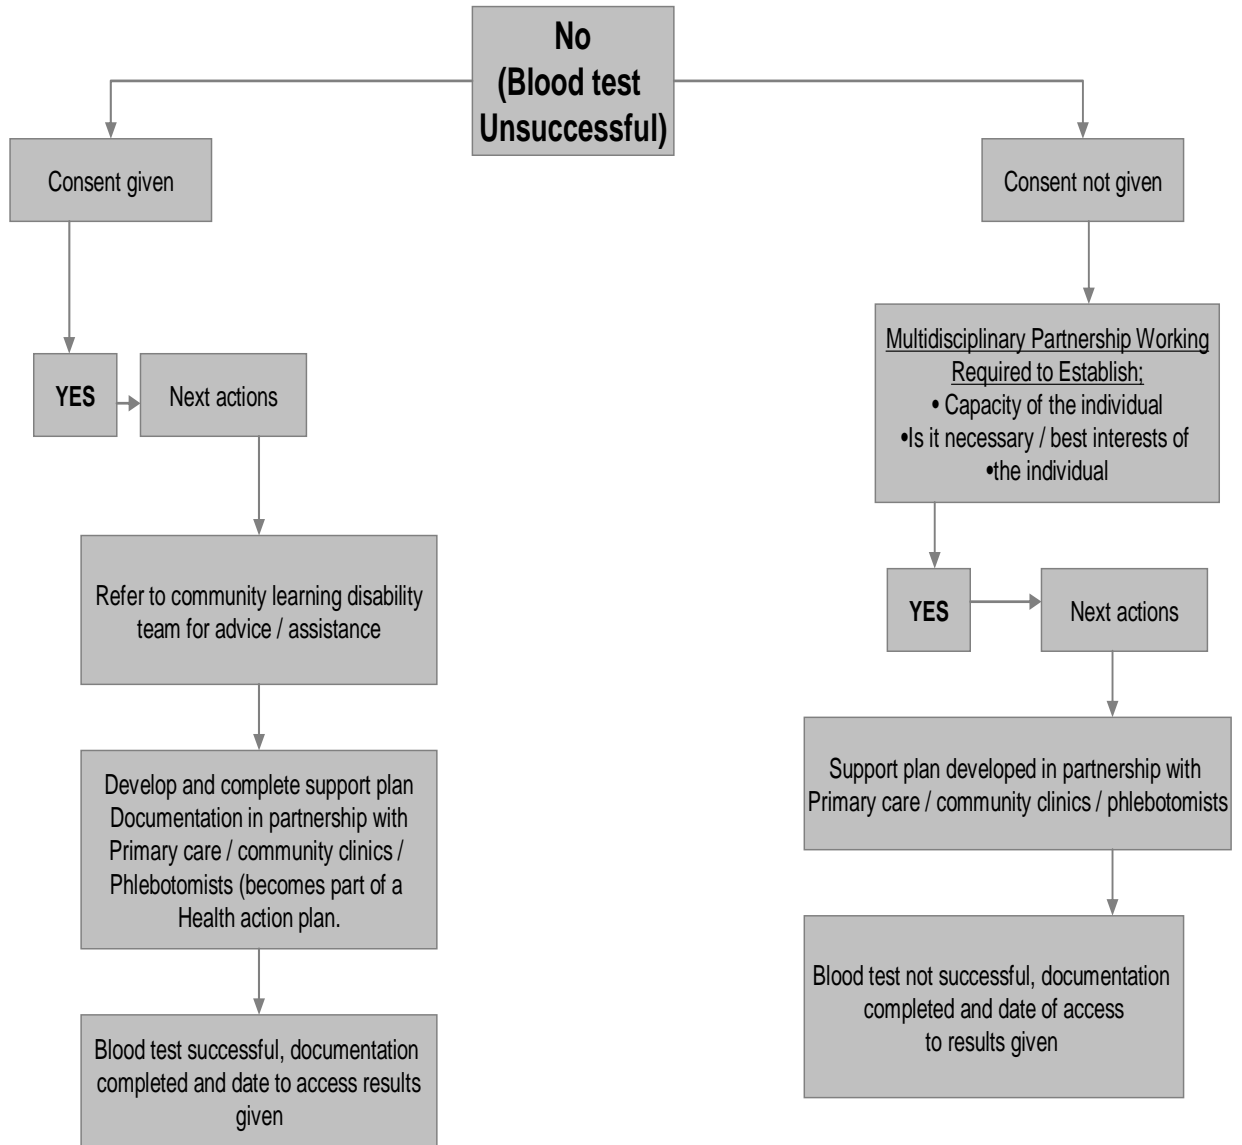 No
(Blood test
Unsuccessful)
Consent given
Consent not given
YES
Next actions
Multidisciplinary Partnership Working
Required to Establish;
• Capacity of the individual
•Is it necessary / best interests of
•the individual
Refer to community learning disability
team for advice / assistance
YES
Next actions
Develop and complete support plan
Documentation in partnership with
Primary care / community clinics /
Phlebotomists (becomes part of a
Health action plan.
Support plan developed in partnership with
Primary care / community clinics / phlebotomists
Blood test successful, documentation
completed and date to access results
given
Blood test not successful, documentation
completed and date of access
to results given